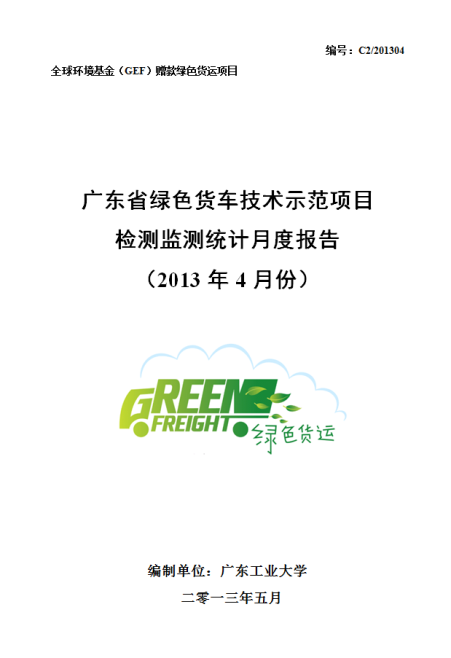 编号：C2/201304
全球环境基金（GEF）赠款绿色货运项目
广东省绿色货车技术示范项目
检测监测统计月度报告
（2013 年 4 月份）
GREEN
FREIGHT
绿色货运
编制单位：广东工业大学
二零一三年五月